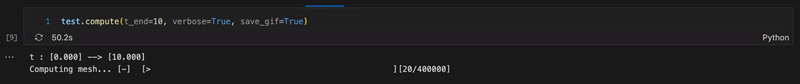 1 test.compute(t_end=10, verbose=True, save_gif=True)
[9] 50.2s Python
... t : [0.000] ––> [10.000]
Computing mesh... [–] [> ][20/400000]